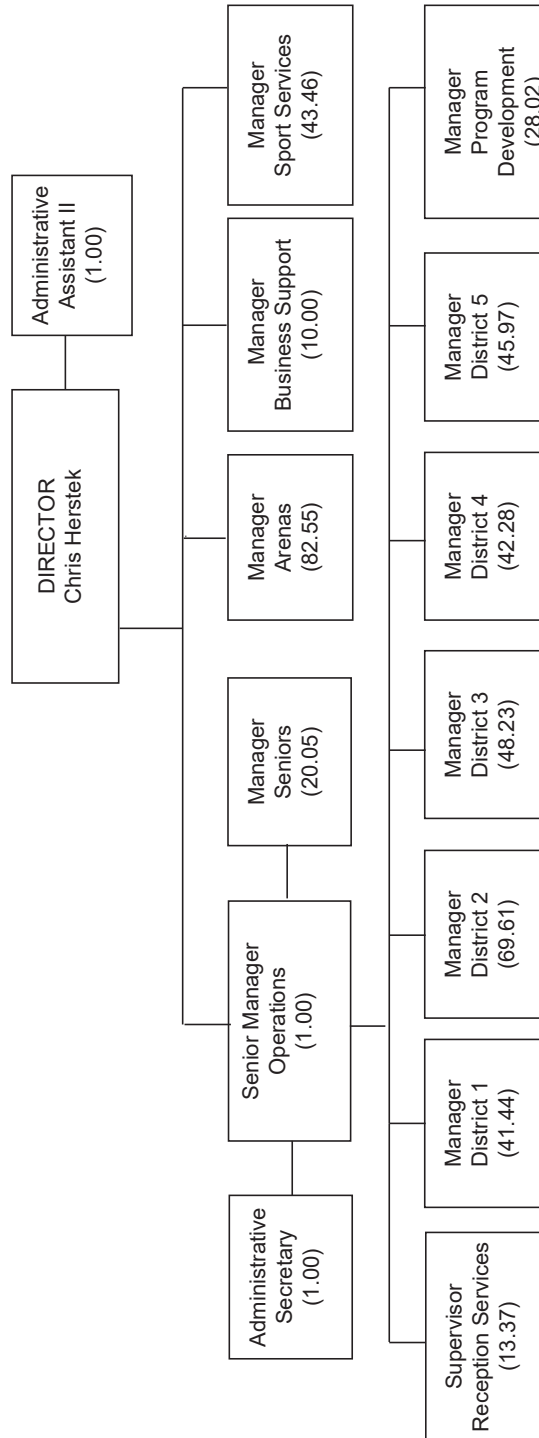 DIRECTOR
Chris Herstek
Administrative
Assistant II
(1.00)
Administrative
Secretary
(1.00)
Senior Manager
Operations
(1.00)
Manager
Seniors
(20.05)
Manager
Arenas
(82.55)
Manager
Business Support
(10.00)
Manager
Sport Services
(43.46)
Supervisor
Reception Services
(13.37)
Manager
District 1
(41.44)
Manager
District 2
(69.61)
Manager
District 3
(48.23)
Manager
District 4
(42.28)
Manager
District 5
(45.97)
Manager
Program
Development
(28.02)